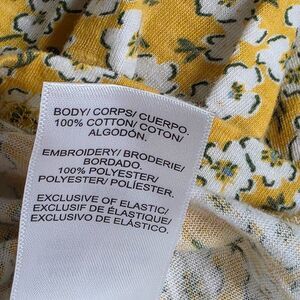 BODY/ CORPS/ CUERPO
100% COTTON/ COTON/
ALGODÓN.
EMBROIDERY/ BRODERIE/
BORDADO
100% POLYESTER/
POLYESTER/ POLIÉSTER.
EXCLUSIVE OF ELASTIC/
EXCLUSIF DE ÉLASTIQUE/
EXCLUSIVO DE ELÁSTICO.